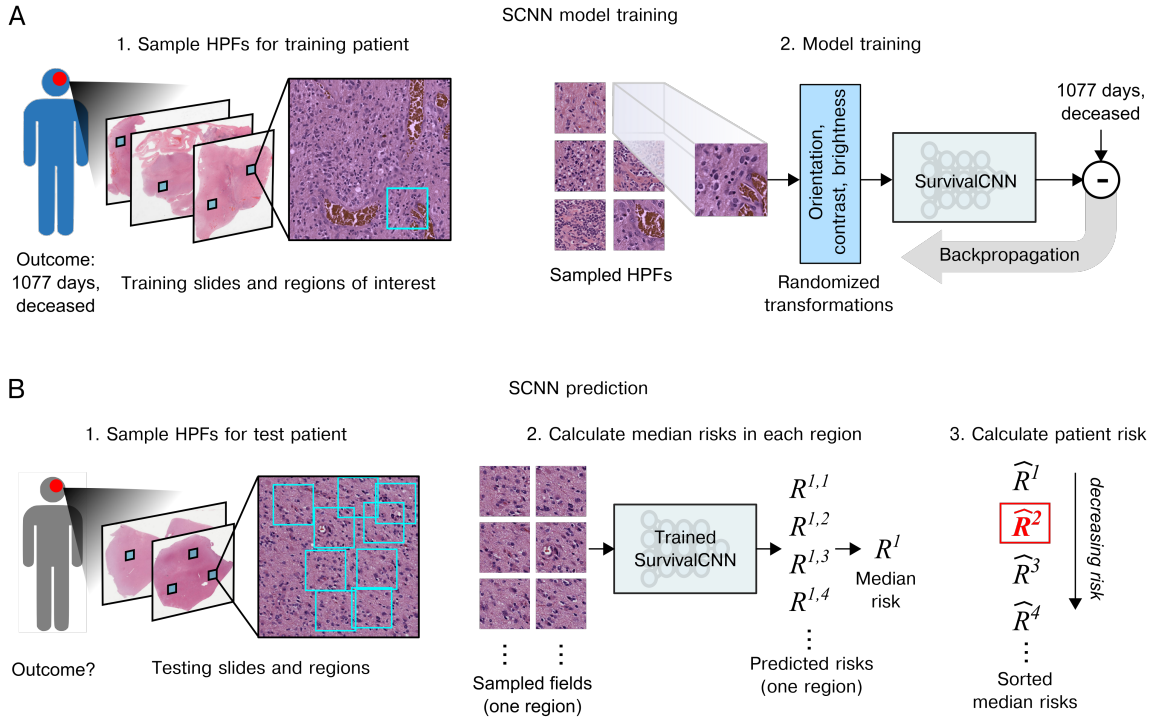 A
SCNN model training
1. Sample HPFs for training patient
2. Model training
Outcome:
1077 days,
deceased
Training slides and regions of interest
Sampled HPFs
Orientation,
contrast, brightness
Randomized
transformations
SurvivalCNN
1077 days,
deceased
-
Backpropagation
B
SCNN prediction
1. Sample HPFs for test patient
2. Calculate median risks in each region
3. Calculate patient risk
Outcome?
Testing slides and regions
Sampled fields
(one region)
Trained
SurvivalCNN
R^{1,1}
R^{1,2}
R^{1,3}
R^{1,4}
Predicted risks
(one region)
R^1
Median
risk
\widehat{R}^1
\widehat{R}^2
\widehat{R}^3
\widehat{R}^4
decreasing risk
Sorted
median risks